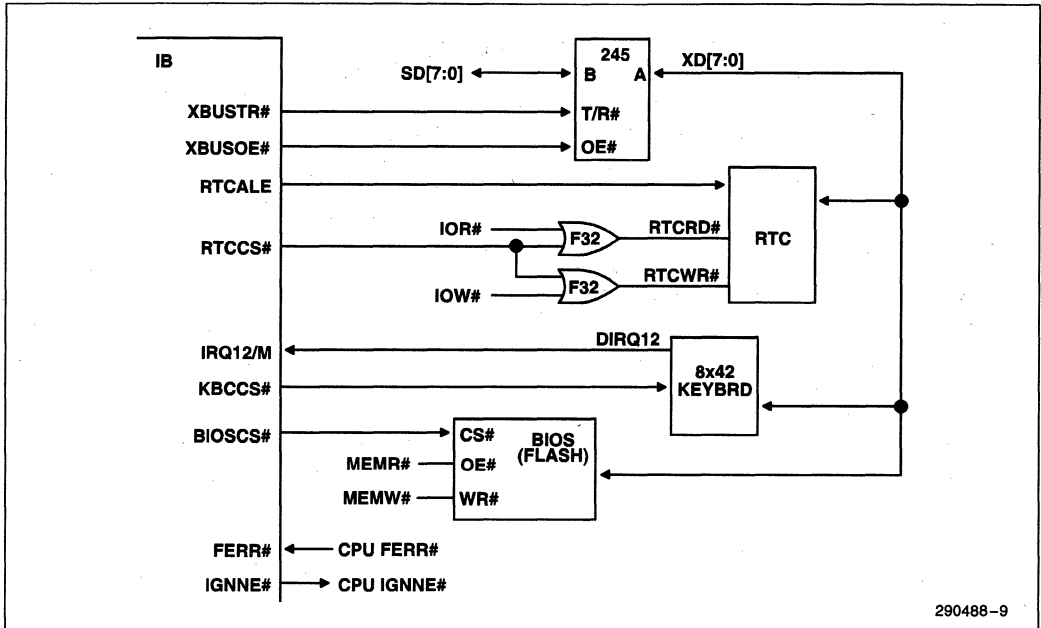 IB
245
SD[7:0]
B A
XD[7:0]
XBUSTR#
T/R#
XBUSOE#
OE#
RTCALE
IOR#
F32
RTCRD#
RTC
RTCCS#
F32
RTCWR#
IOW#
DIRQ12
IRQ12/M
8x42
KEYBRD
KBCCS#
BIOSCS#
CS#
BIOS
(FLASH)
MEMR#
OE#
MEMW#
WR#
FERR#
CPU FERR#
IGNNE#
CPU IGNNE#
290488-9